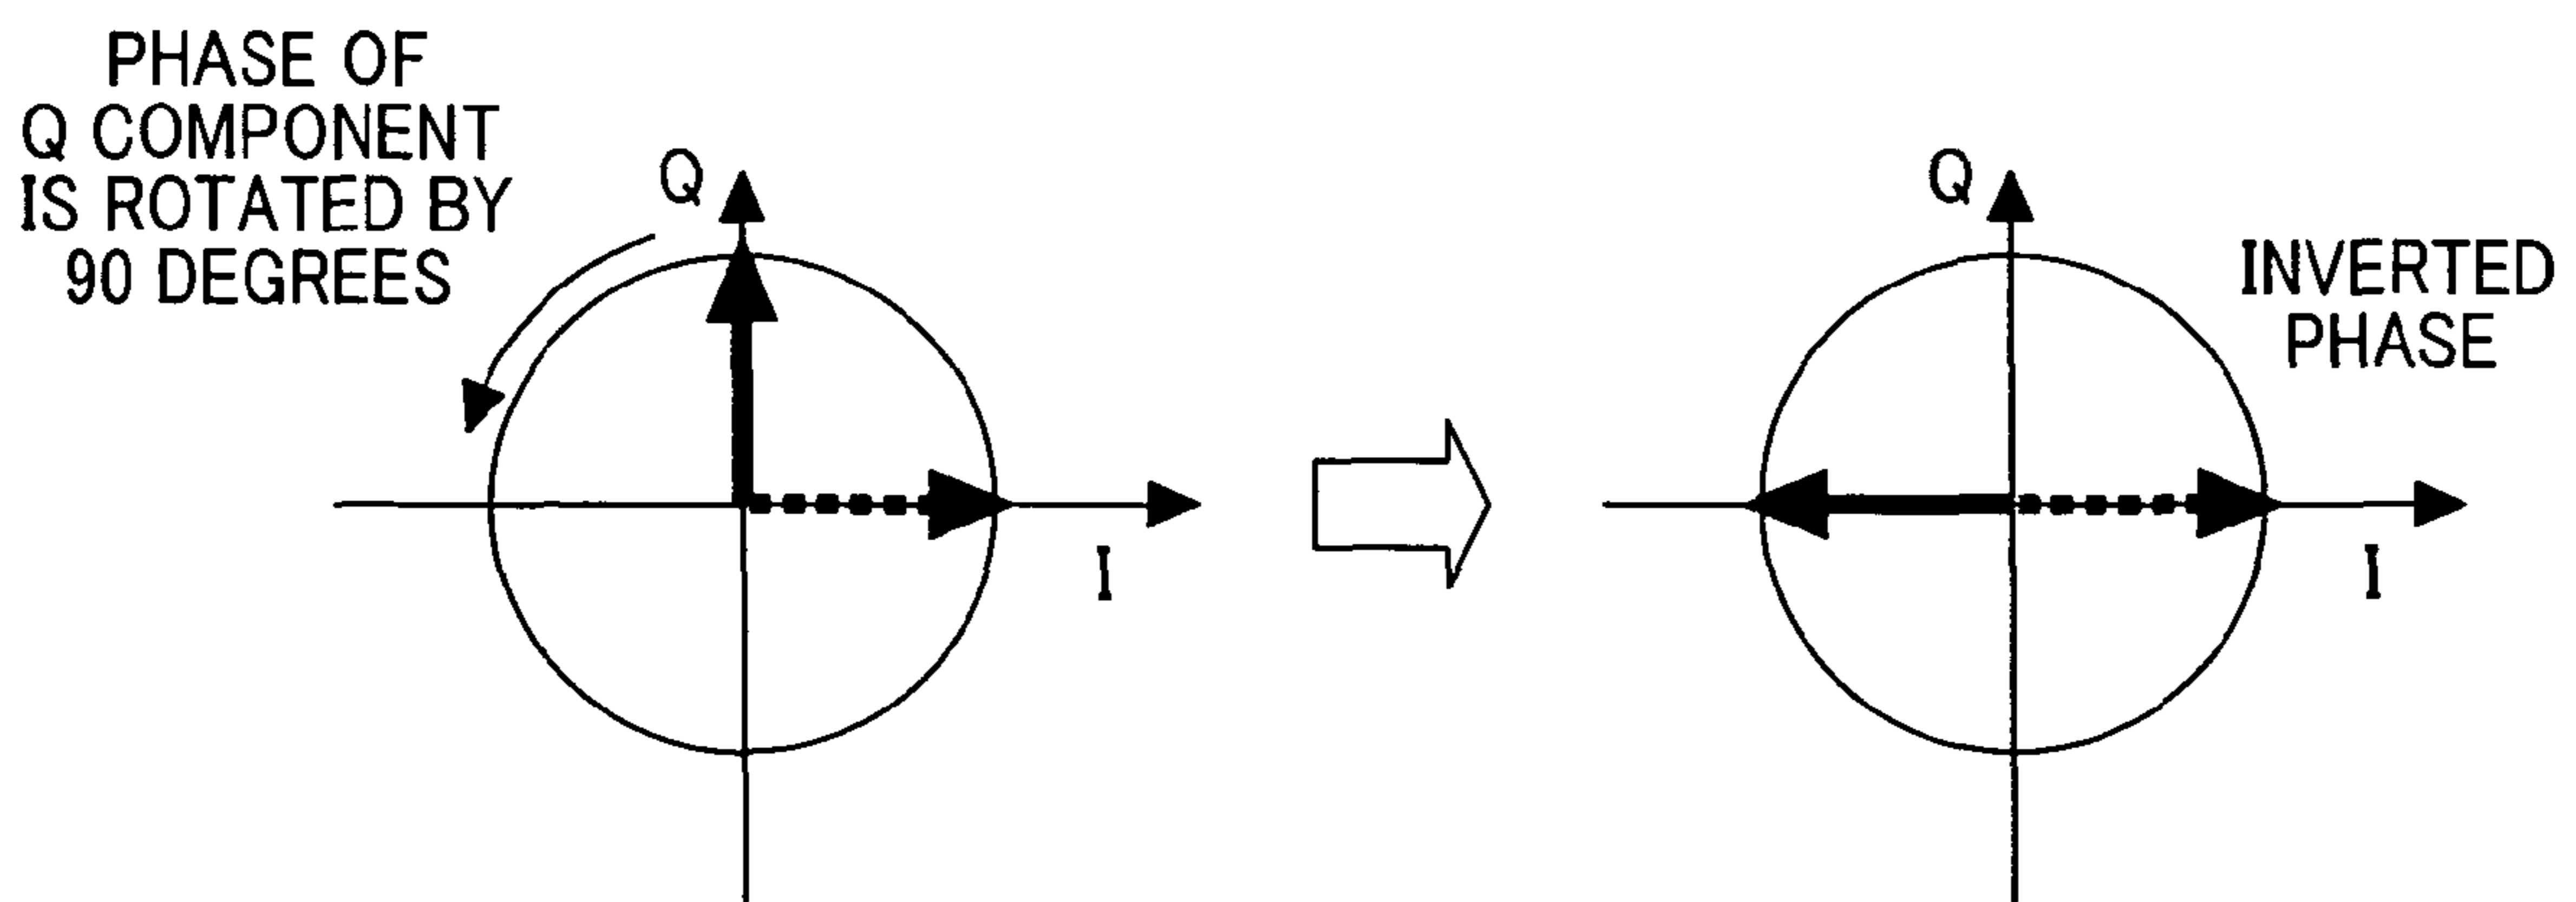 PHASE OF
Q COMPONENT
IS ROTATED BY
90 DEGREES
Q
I
Q
INVERTED
PHASE
I